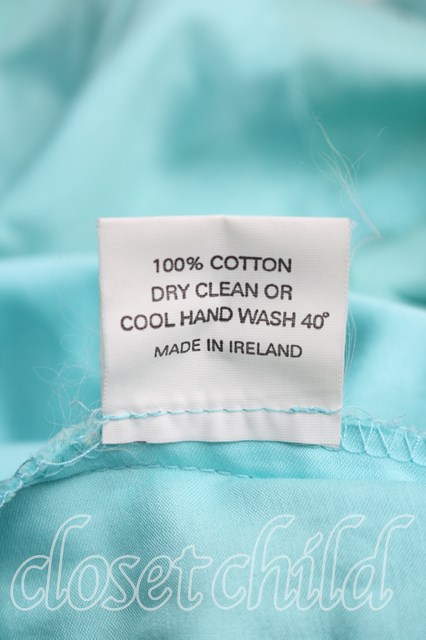 100% COTTON
DRY CLEAN OR
COOL HAND WASH 40°
MADE IN IRELAND
closet child